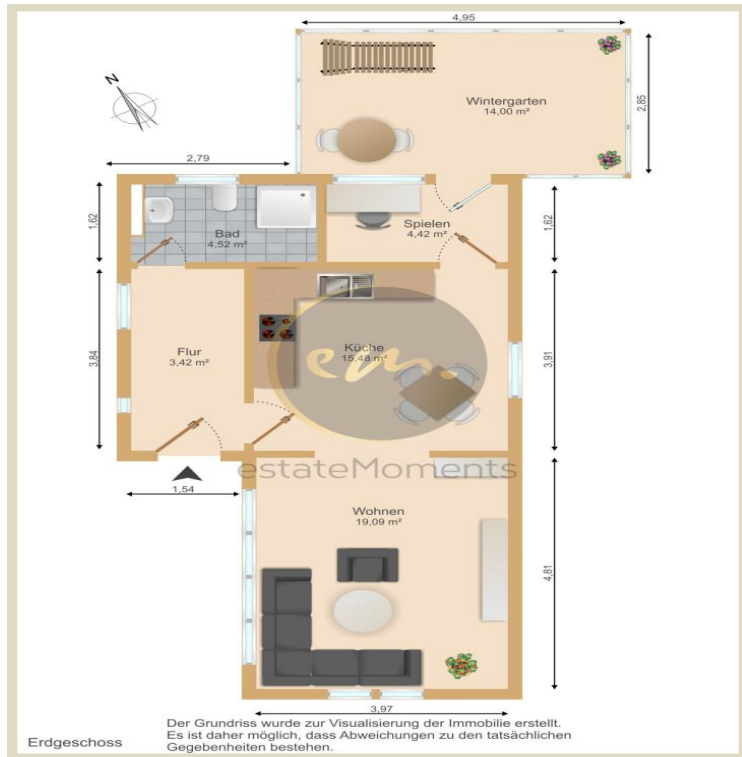 4,95
N
Wintergarten
14,00 m²
2,85
2,79
1,62
Bad
4,52 m²
Spielen
4,42 m²
1,62
3,84
Flur
3,42 m²
Küche
15,48 m²
em.
3,91
estateMoments
1,54
Wohnen
19,09 m²
4,81
3,97
Erdgeschoss
Der Grundriss wurde zur Visualisierung der Immobilie erstellt.
Es ist daher möglich, dass Abweichungen zu den tatsächlichen
Gegebenheiten bestehen.